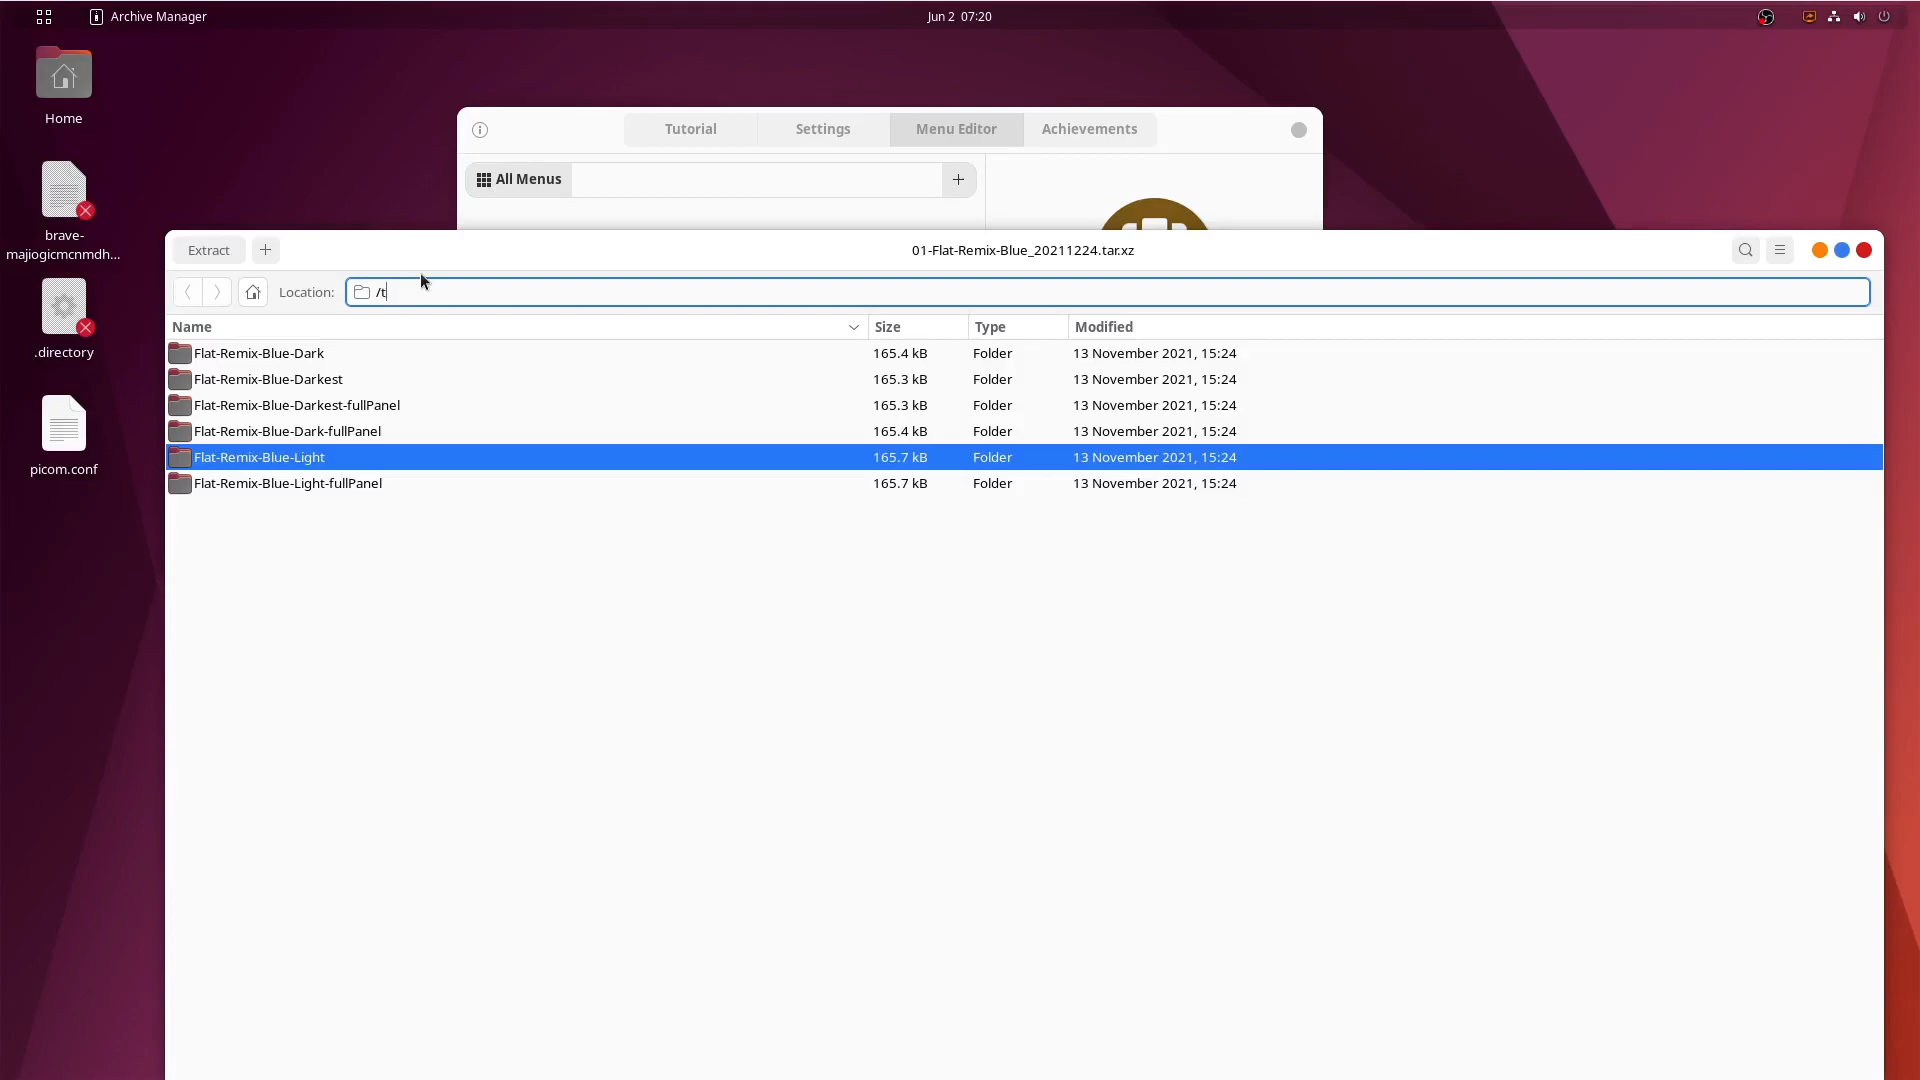 Archive Manager
Jun 2 07:20
Home
brave-
majiogicmcnmdh...
.directory
picom.conf
Tutorial
Settings
Menu Editor
Achievements
All Menus
Extract
01-Flat-Remix-Blue_20211224.tar.xz
Location:
/t
Name Size Type Modified
Flat-Remix-Blue-Dark 165.4 kB Folder 13 November 2021, 15:24
Flat-Remix-Blue-Darkest 165.3 kB Folder 13 November 2021, 15:24
Flat-Remix-Blue-Darkest-fullPanel 165.3 kB Folder 13 November 2021, 15:24
Flat-Remix-Blue-Dark-fullPanel 165.4 kB Folder 13 November 2021, 15:24
Flat-Remix-Blue-Light 165.7 kB Folder 13 November 2021, 15:24
Flat-Remix-Blue-Light-fullPanel 165.7 kB Folder 13 November 2021, 15:24